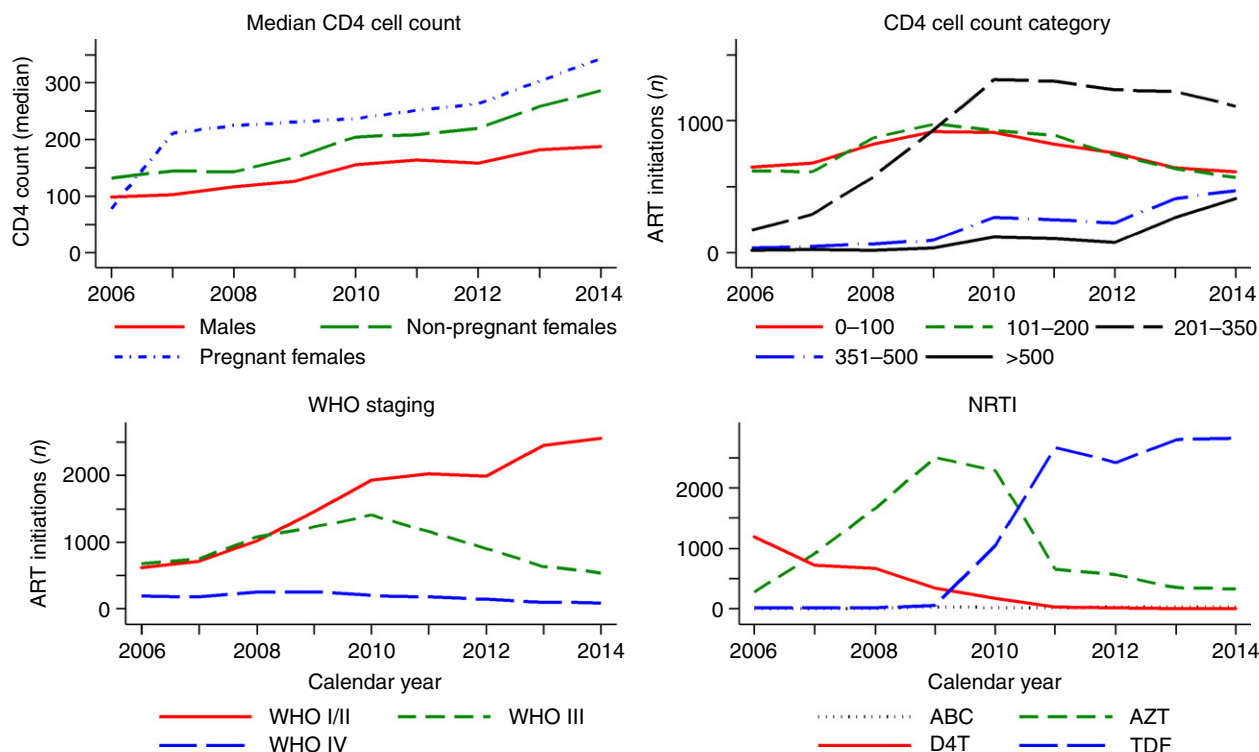 Median CD4 cell count
CD4 count (median)
300
200
100
0
2006 2008 2010 2012 2014
Males Non-pregnant females
Pregnant females
CD4 cell count category
ART initiations (n)
1000
0
2006 2008 2010 2012 2014
0–100 101–200 201–350
351–500 >500
WHO staging
ART initiations (n)
2000
1000
0
2006 2008 2010 2012 2014
Calendar year
WHO I/II WHO III
WHO IV
NRTI
2000
1000
0
2006 2008 2010 2012 2014
Calendar year
ABC AZT
D4T TDF